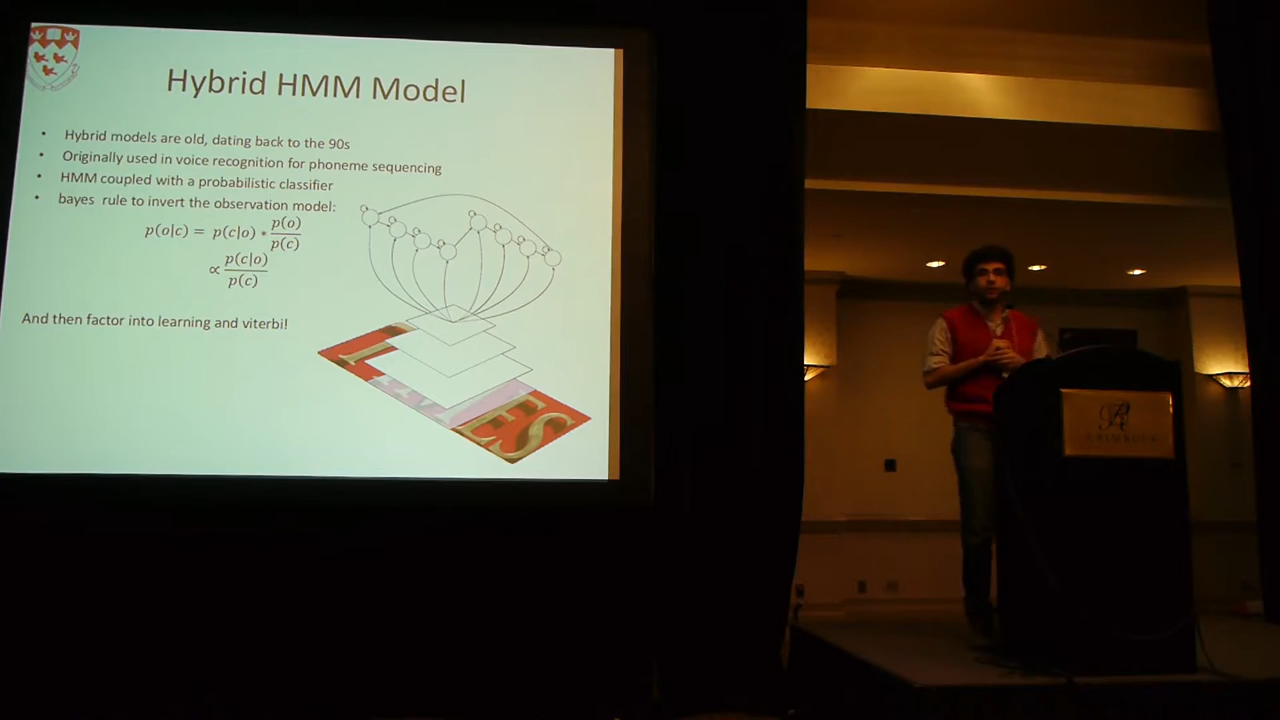 Hybrid HMM Model
• Hybrid models are old, dating back to the 90s
• Originally used in voice recognition for phoneme sequencing
• HMM coupled with a probabilistic classifier
• bayes rule to invert the observation model:
p(o|c) = p(c|o) * p(o)/p(c)
∝ p(c|o)/p(c)
And then factor into learning and viterbi!
ES